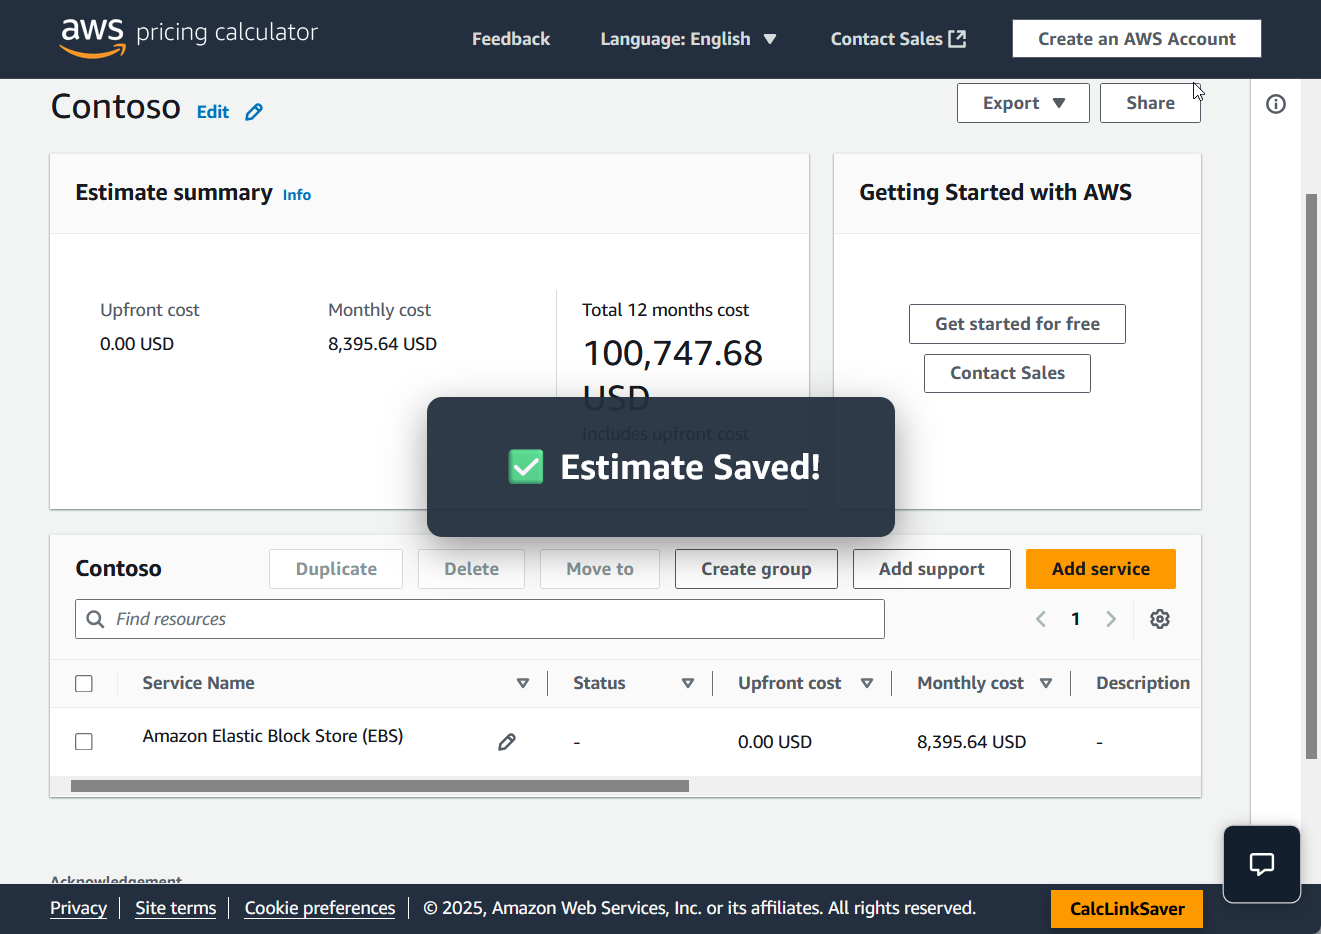 aws pricing calculator
Feedback
Language: English
Contact Sales
Create an AWS Account
Contoso
Edit
Export
Share
Estimate summary
Info
Upfront cost
0.00 USD
Monthly cost
8,395.64 USD
Total 12 months cost
100,747.68
USD
Includes upfront cost
Getting Started with AWS
Get started for free
Contact Sales
Estimate Saved!
Contoso
Duplicate
Delete
Move to
Create group
Add support
Add service
Find resources
1
Service Name
Status
Upfront cost
Monthly cost
Description
Amazon Elastic Block Store (EBS)
-
0.00 USD
8,395.64 USD
-
Acknowledgement
Privacy
Site terms
Cookie preferences
© 2025, Amazon Web Services, Inc. or its affiliates. All rights reserved.
CalcLinkSaver